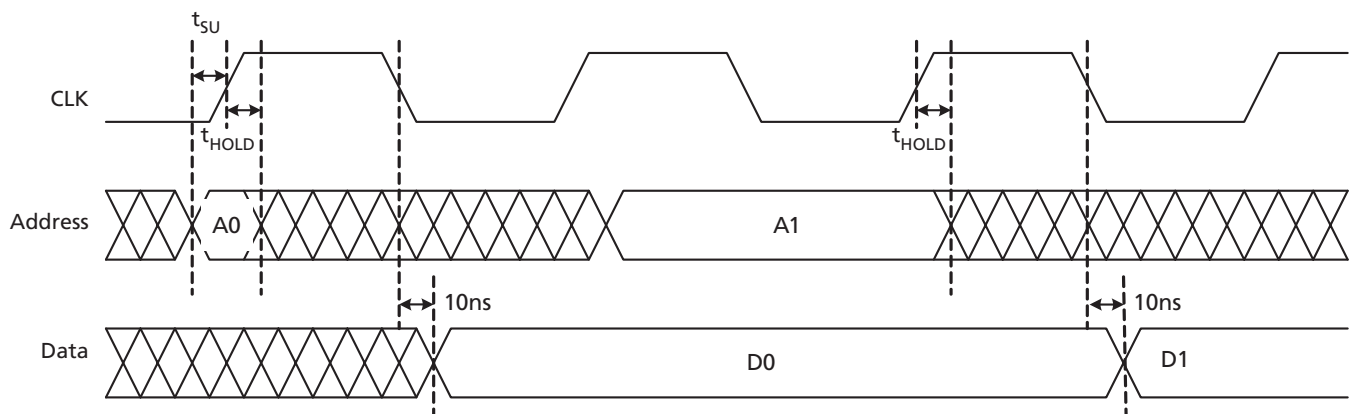 tSU
CLK
tHOLD
tHOLD
Address
A0
A1
10ns
10ns
Data
D0
D1